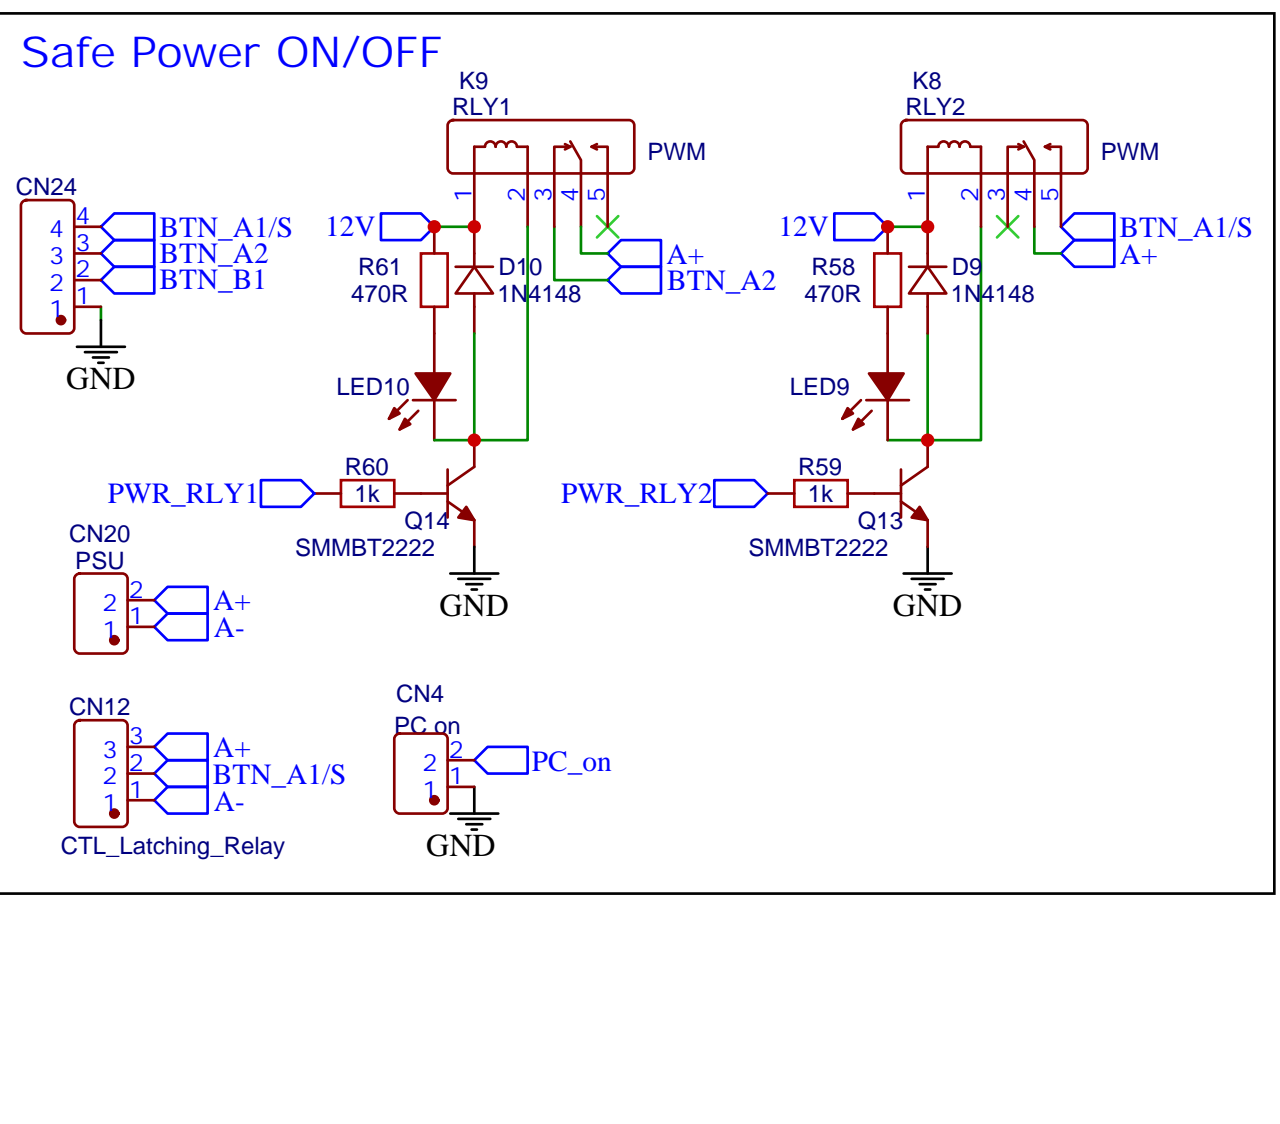 Safe Power ON/OFF
K9
RLY1
PWM
1
2
3
4
5
12V
A+
BTN_A2
R61
470R
D10
1N4148
LED10
PWR_RLY1
R60
1k
Q14
SMMBT2222
GND
K8
RLY2
PWM
1
2
3
4
5
12V
BTN_A1/S
A+
R58
470R
D9
1N4148
LED9
PWR_RLY2
R59
1k
Q13
SMMBT2222
GND
CN24
4 4 BTN_A1/S
3 3 BTN_A2
2 2 BTN_B1
1 1
GND
CN20
PSU
2 2 A+
1 1 A-
CN12
3 3 A+
2 2 BTN_A1/S
1 1 A-
CTL_Latching_Relay
CN4
PC on
2 2 PC_on
1 1
GND